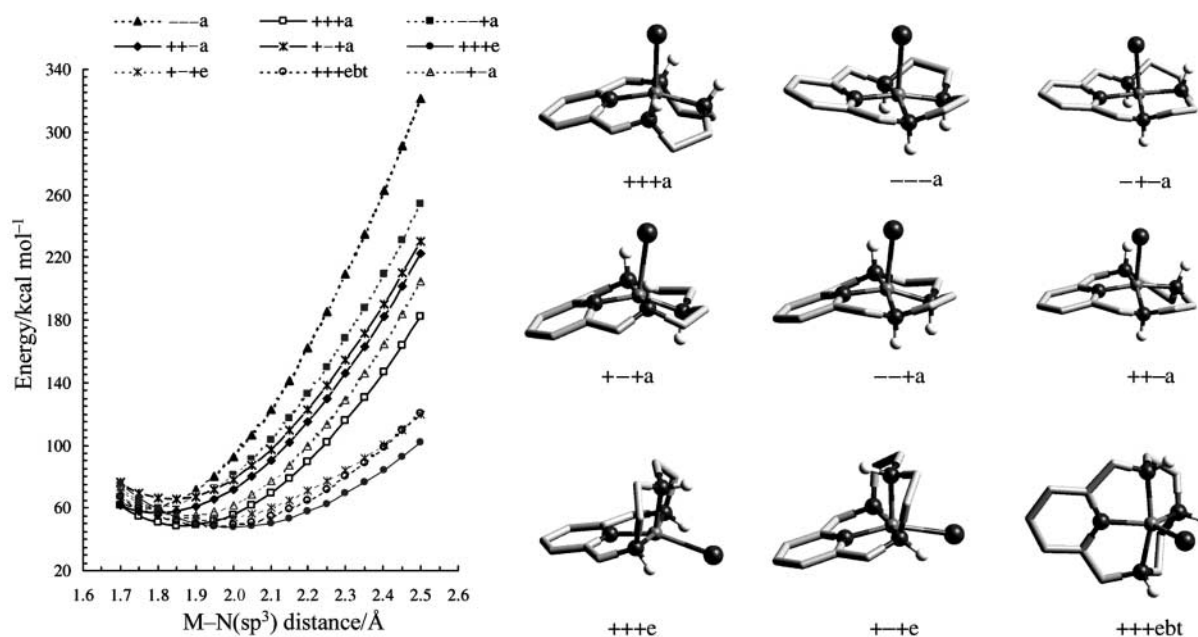 –––a +++a ––+a
++–a +–+a +++e
+–+e +++ebt –+–a
340
300
260
220
180
140
100
60
20
Energy/kcal mol⁻¹
1.6 1.7 1.8 1.9 2.0 2.1 2.2 2.3 2.4 2.5 2.6
M–N(sp³) distance/Å
+++a –––a –+–a
+–+a ––+a ++–a
+++e +–+e +++ebt